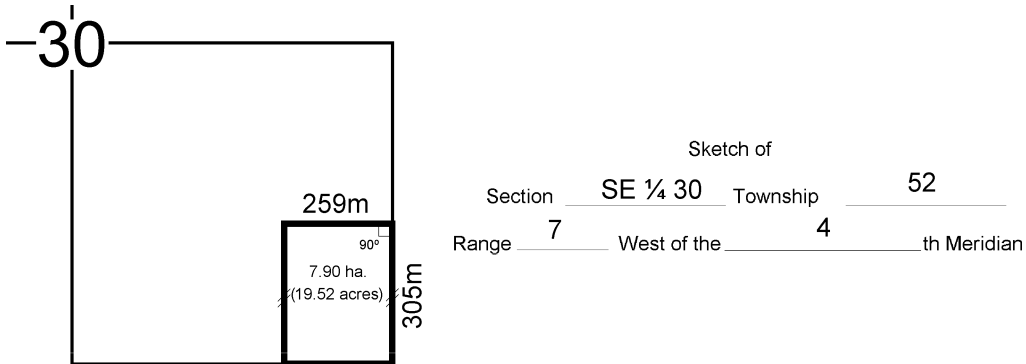 30
259m
90º
7.90 ha.
(19.52 acres)
305m
Sketch of
Section SE ¼ 30 Township 52
Range 7 West of the 4 th Meridian